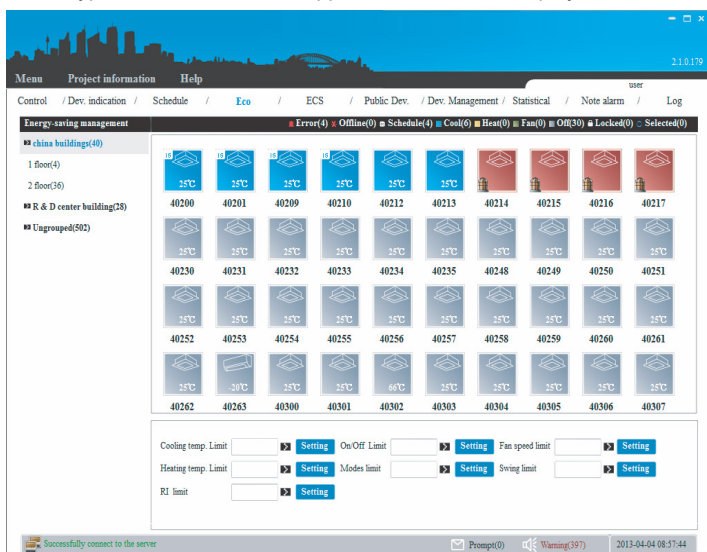 2.1.0.179
Menu Project information Help
user
Control / Dev. indication / Schedule / Eco / ECS / Public Dev. / Dev. Management / Statistical / Note alarm / Log
Energy-saving management
Error(4) Offline(0) Schedule(4) Cool(6) Heat(0) Fan(0) Off(30) Locked(0) Selected(0)
china buildings(40)
1 floor(4)
2 floor(36)
R & D center building(28)
Ungrouped(502)
IS IS IS IS
25℃ 25℃ 25℃ 25℃ 25℃ 25℃
40200 40201 40209 40210 40212 40213 40214 40215 40216 40217
25℃ 25℃ 25℃ 25℃ 25℃ 25℃ 25℃ 25℃ 25℃ 25℃
40230 40231 40232 40233 40234 40235 40248 40249 40250 40251
25℃ 25℃ 25℃ 25℃ 25℃ 25℃ 25℃ 25℃ 25℃ 25℃
40252 40253 40254 40255 40256 40257 40258 40259 40260 40261
25℃ -20℃ 25℃ 25℃ 66℃ 25℃ 25℃ 25℃ 25℃ 25℃
40262 40263 40300 40301 40302 40303 40304 40305 40306 40307
Cooling temp. Limit Setting On/Off Limit Setting Fan speed limit Setting
Heating temp. Limit Setting Modes limit Setting Swing limit Setting
RI limit Setting
Successfully connect to the server Prompt(0) Warning(397) 2013-04-04 08:57:44